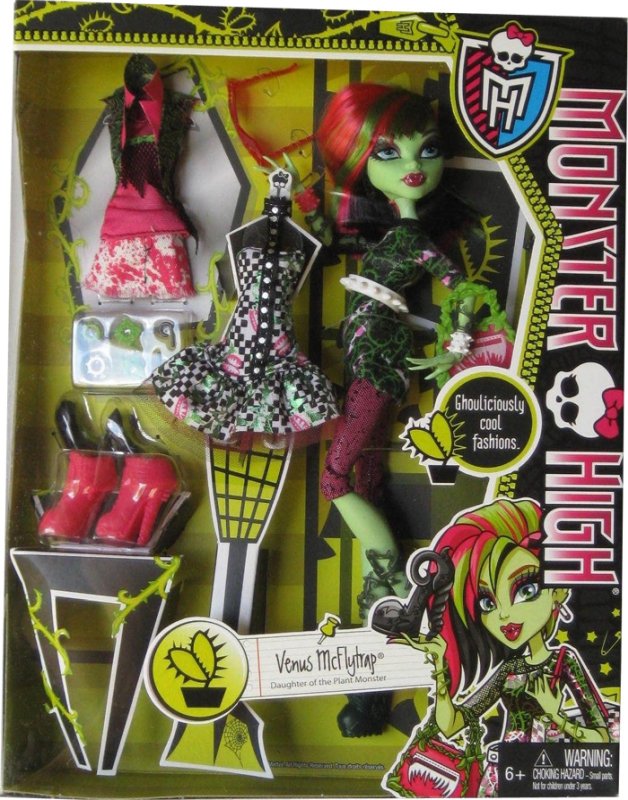 MONSTER HIGH®
Ghouliciously
cool
fashions.
Venus McFlytrap®
Daughter of the Plant Monster
6+
WARNING:
CHOKING HAZARD - Small parts.
Not for children under 3 years.